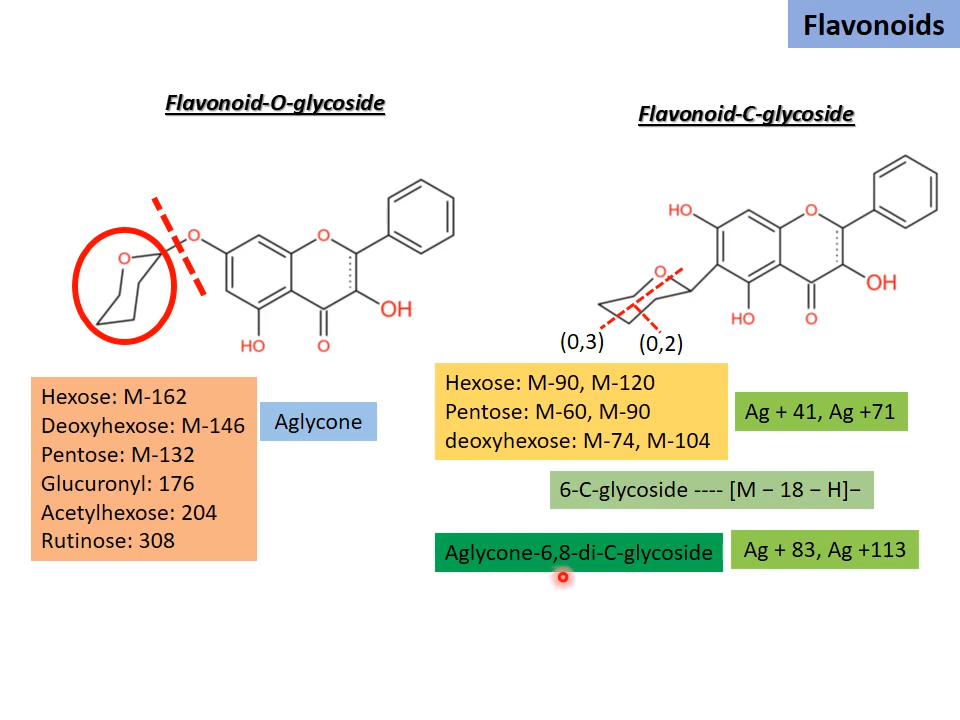 Flavonoids
Flavonoid-O-glycoside
O
O
O
OH
HO
O
Hexose: M-162
Deoxyhexose: M-146
Pentose: M-132
Glucuronyl: 176
Acetylhexose: 204
Rutinose: 308
Aglycone
Flavonoid-C-glycoside
HO
O
O
OH
HO
O
(0,3)
(0,2)
Hexose: M-90, M-120
Pentose: M-60, M-90
deoxyhexose: M-74, M-104
Ag + 41, Ag +71
6-C-glycoside ---- [M − 18 − H]−
Aglycone-6,8-di-C-glycoside
Ag + 83, Ag +113